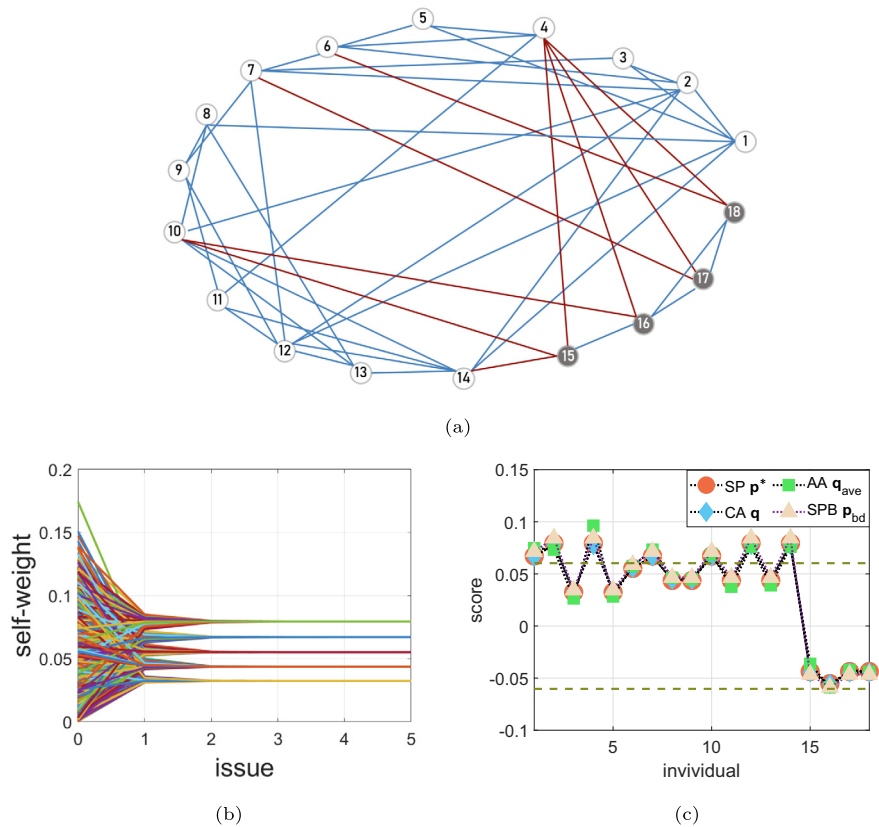 5
4
6
3
7
2
8
1
9
18
10
17
11
16
12
15
13
14
(a)
0.2
0.15
0.1
0.05
0
self-weight
0 1 2 3 4 5
issue
(b)
0.15
0.1
0.05
0
-0.05
-0.1
score
SP p* AA q_ave
CA q SPB p_bd
5 10 15
invividual
(c)